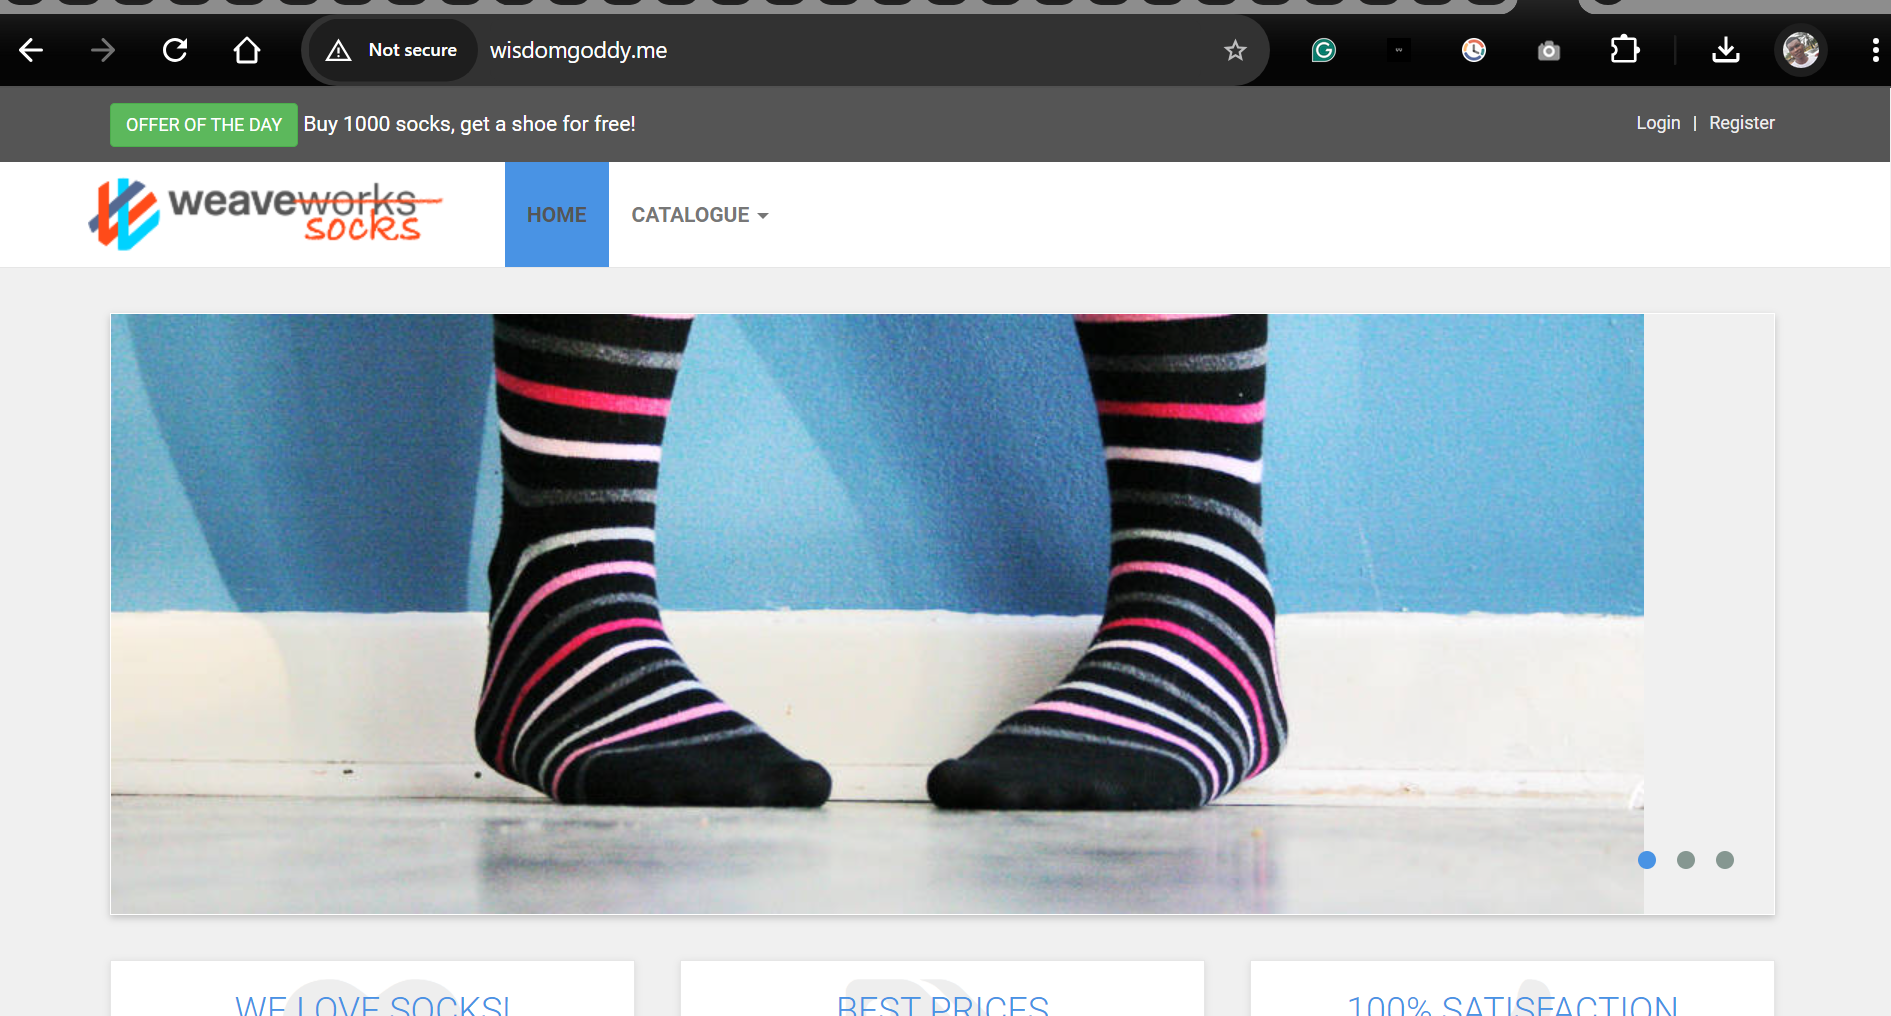 Not secure
wisdomgoddy.me
OFFER OF THE DAY Buy 1000 socks, get a shoe for free!
Login | Register
weaveworks
socks
HOME
CATALOGUE
WE LOVE SOCKS!
BEST PRICES
100% SATISFACTION